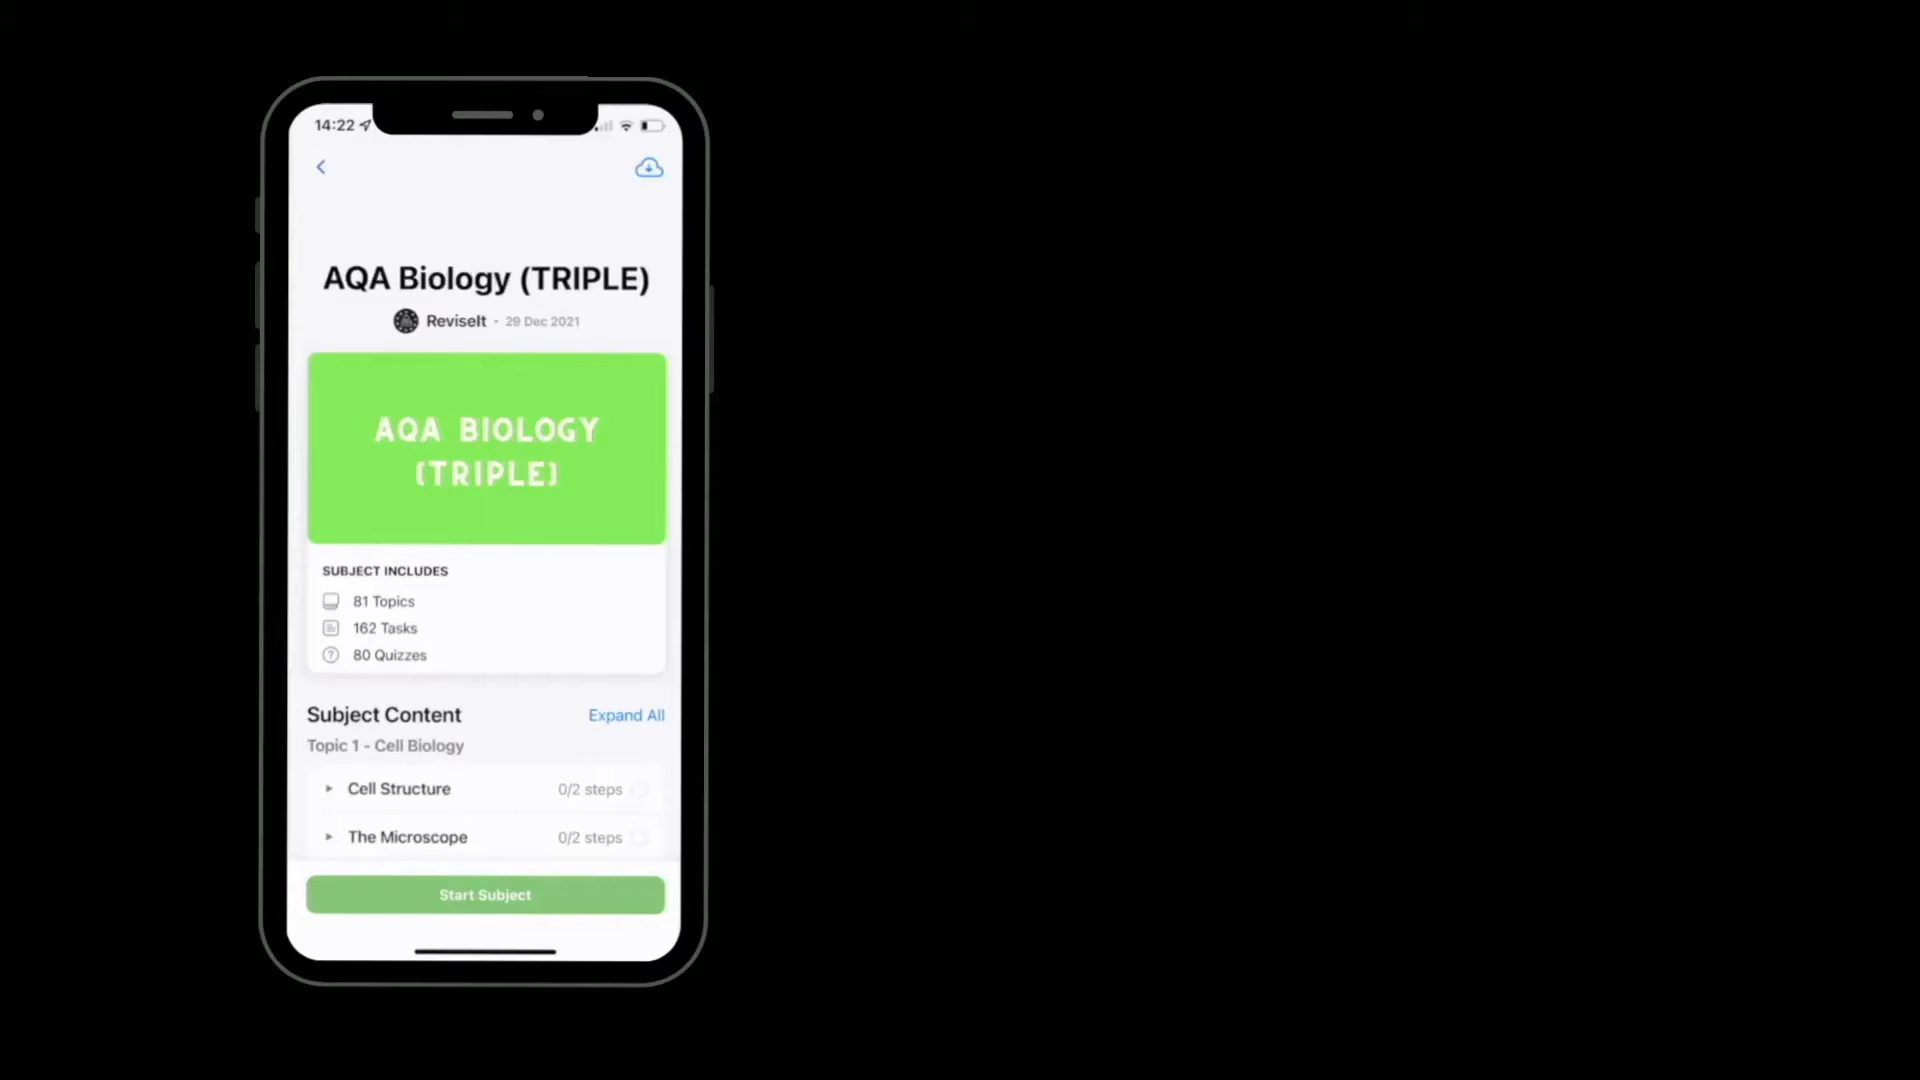 14:22
AQA Biology (TRIPLE)
ReviseIt - 29 Dec 2021
AQA BIOLOGY
(TRIPLE)
SUBJECT INCLUDES
81 Topics
162 Tasks
80 Quizzes
Subject Content Expand All
Topic 1 - Cell Biology
Cell Structure 0/2 steps
The Microscope 0/2 steps
Start Subject